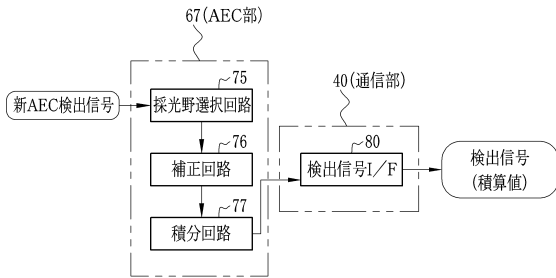 67(AEC部)
75
新AEC検出信号
採光野選択回路
76
補正回路
77
積分回路
40(通信部)
80
検出信号I/F
検出信号
(積算値)